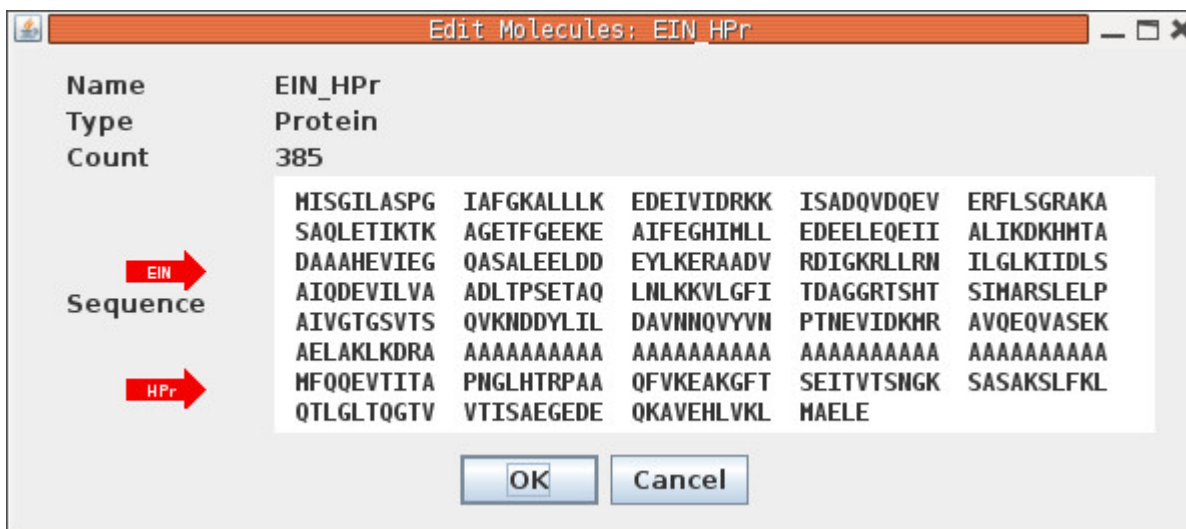 Edit Molecules: EIN_HPr
Name EIN_HPr
Type Protein
Count 385
MISGILASPG IAFGKALLLK EDEIVIDRKK ISADQVDQEV ERFLSGRAKA
SAQLETIKTK AGETFGEEKE AIFEGHIMLL EDEELEQEII ALIKDKHMTA
EIN DAAAHEVIEG QASALEELDD EYLKERAADV RDIGKRLLRN ILGLKIIDLS
Sequence AIQDEVILVA ADLTPSETAQ LNLKKVLGFI TDAGGRTSHT SIMARSLELP
AIVGTGSVTS QVKNDDYLIL DAVNNQVYVN PTNEVIDKMR AVQEQVASEK
AELAKLKDRA AAAAAAAAAA AAAAAAAAAA AAAAAAAAAA AAAAAAAAAA
HPr MFQQEVTITA PNGLHTRPAA QFVKEAKGFT SEITVTSNGK SASAKSLFKL
QTLGLTQGTV VTISAEGEDE QKAVEHLVKL MAELE
OK Cancel